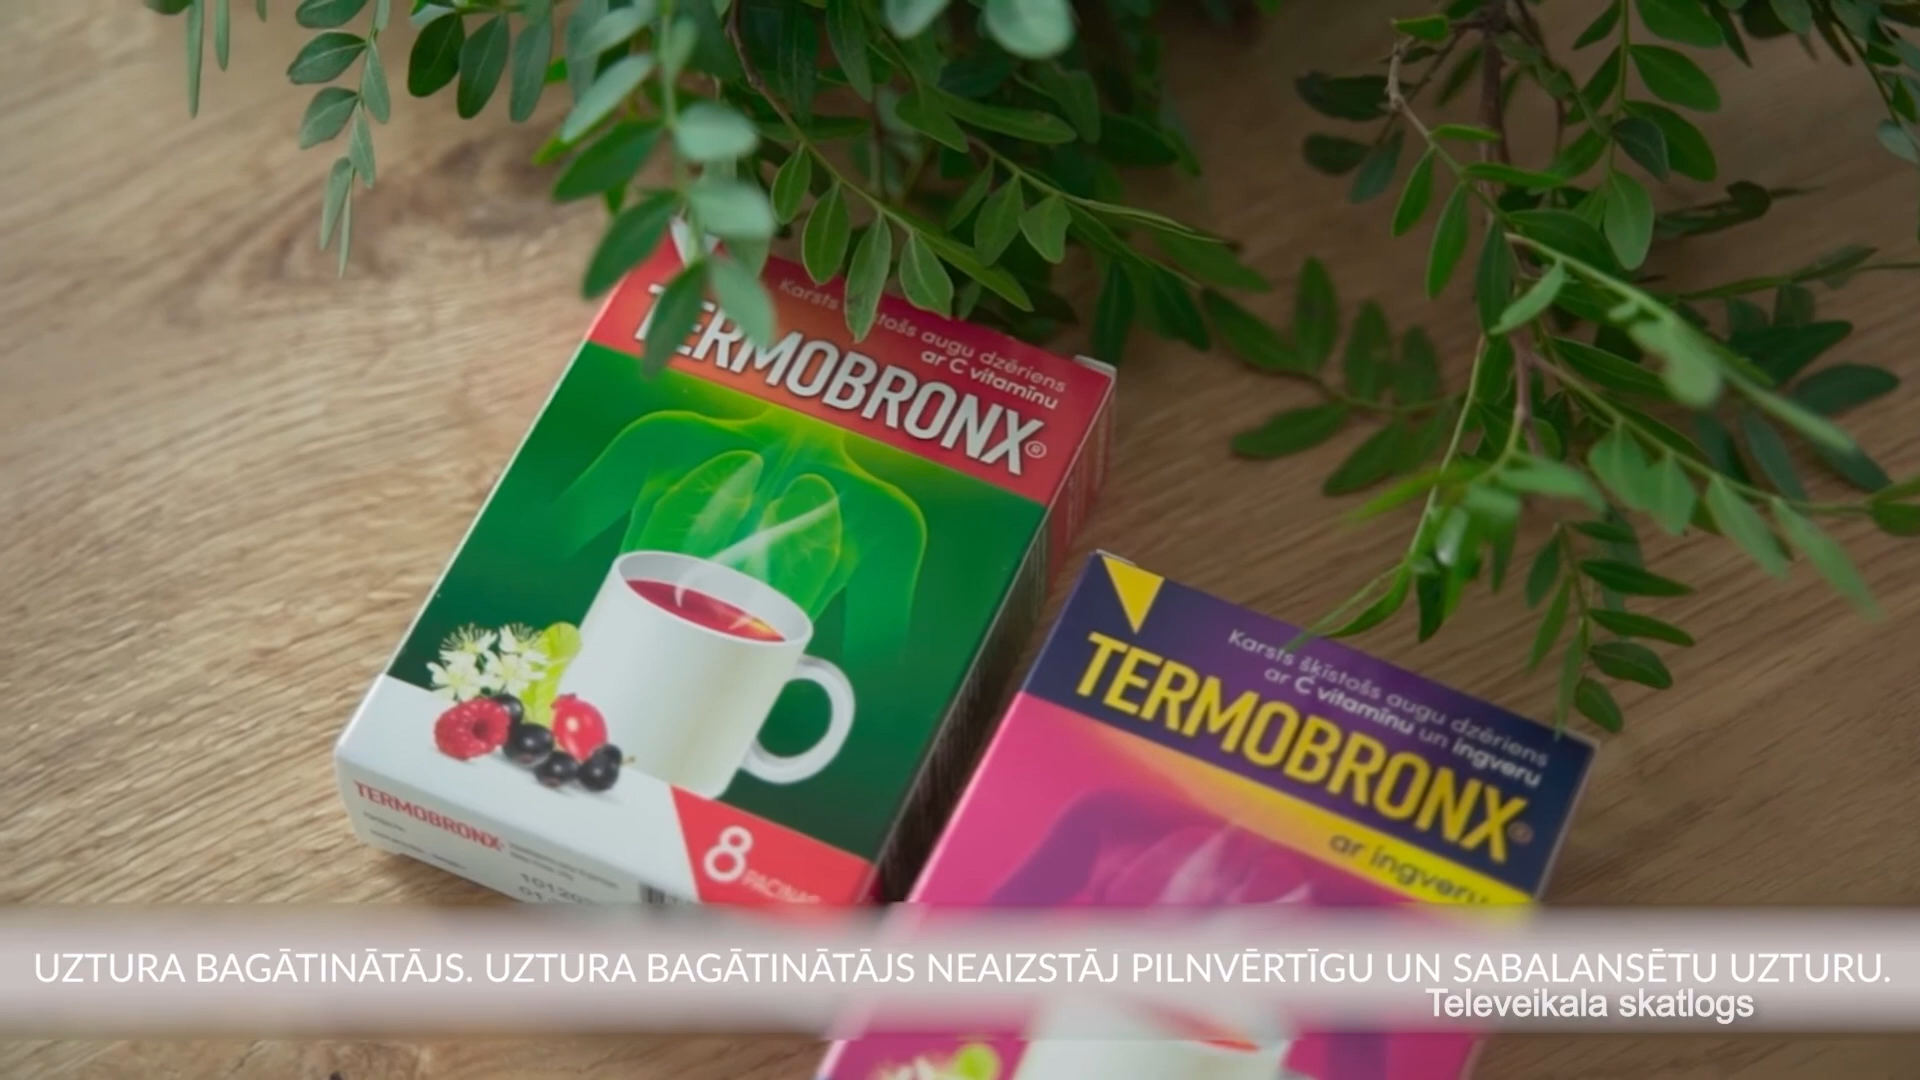 Karsts šķīstošs augu dzēriens
ar C vitamīnu
TERMOBRONX®
TERMOBRONX
8 PACIŅAS
Karsts šķīstošs augu dzēriens
ar C vitamīnu un ingveru
TERMOBRONX®
ar ingveru
UZTURA BAGĀTINĀTĀJS. UZTURA BAGĀTINĀTĀJS NEAIZSTĀJ PILNVĒRTĪGU UN SABALANSĒTU UZTURU.
Televeikala skatlogs